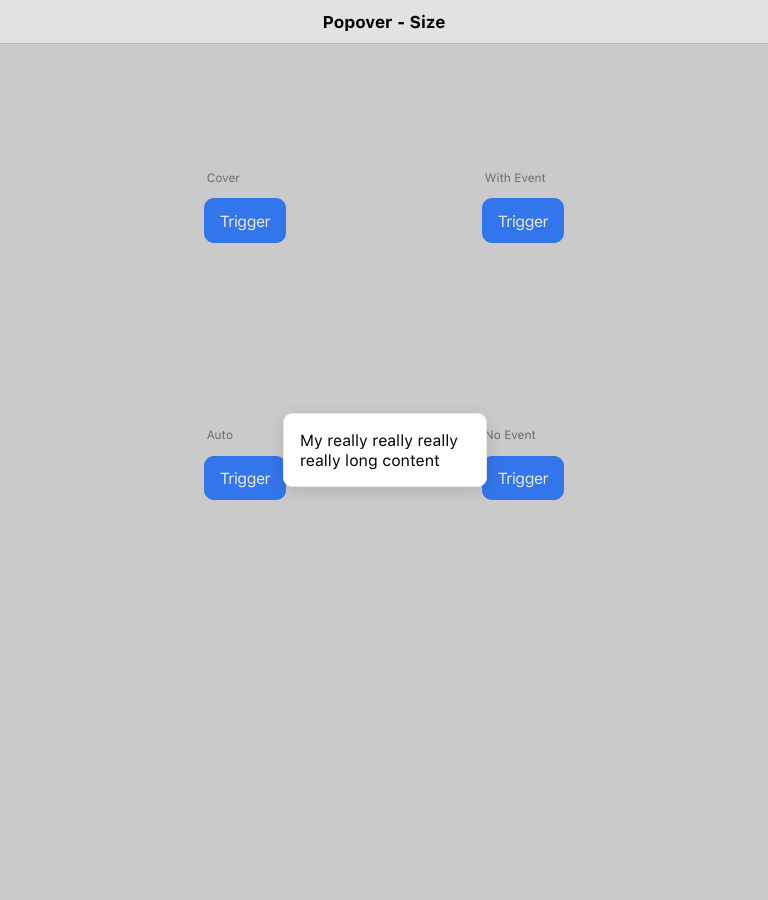 Popover - Size
Cover
With Event
Trigger
Trigger
Auto
No Event
My really really really
really long content
Trigger
Trigger